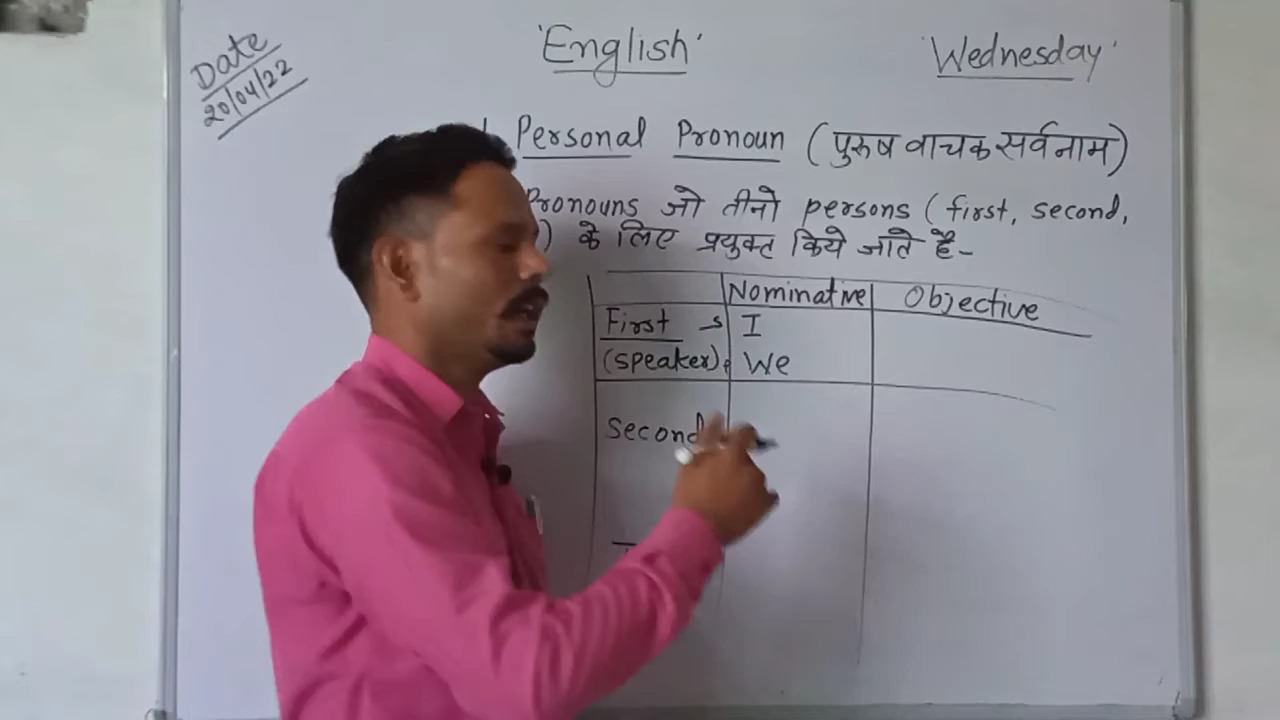 Date
20/04/22
'English'
'Wednesday'
Personal Pronoun (पुरुष वाचक सर्वनाम)
Pronouns जो तीनो persons (first, second,
) के लिए प्रयुक्त किये जाते है-
Nominative Objective
First → s I
(speaker) We
second